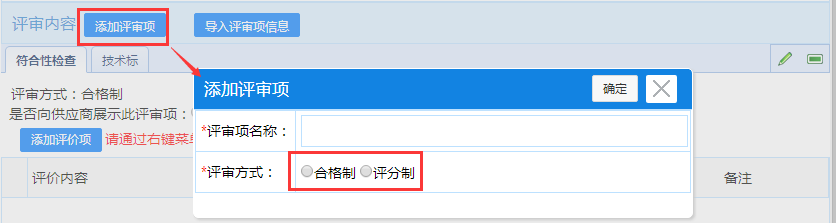 评审内容 添加评审项 导入评审项信息
符合性检查 技术标
添加评审项 确定
评审方式：合格制
是否向供应商展示此评审项：
*评审项名称：
添加评价项 请通过右键菜单
*评审方式： 合格制 评分制
评价内容 备注